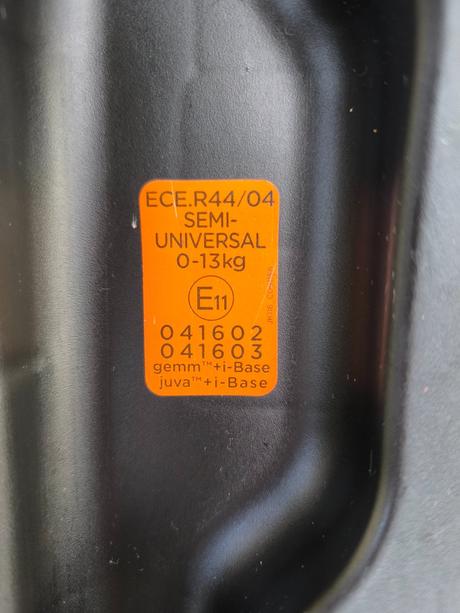 ECE.R44/04
SEMI-
UNIVERSAL
0-13kg
E11
041602
041603
gemm™+i-Base
juva™+i-Base